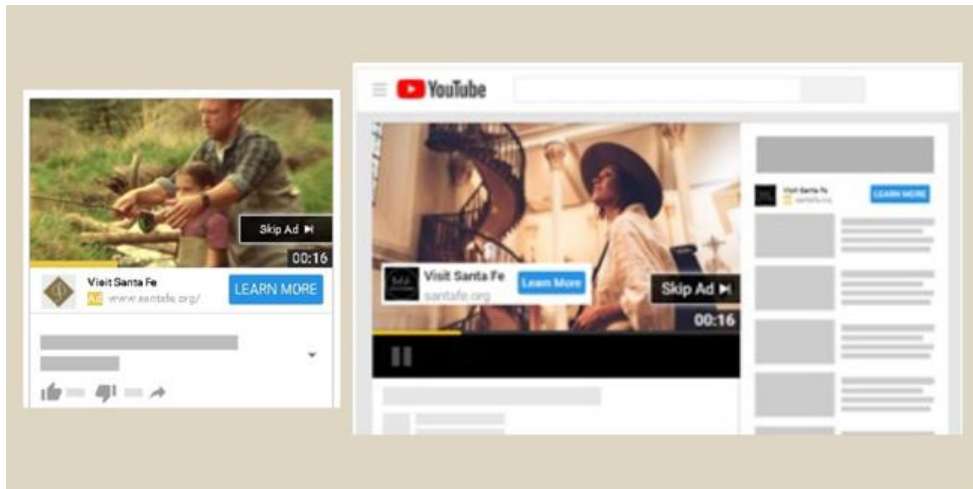 Skip Ad
00:16
Visit Santa Fe
Ad www.santafe.org/
LEARN MORE
YouTube
Visit Santa Fe
santafe.org
Learn More
Skip Ad
00:16
Visit Santa Fe
santafe.org
LEARN MORE